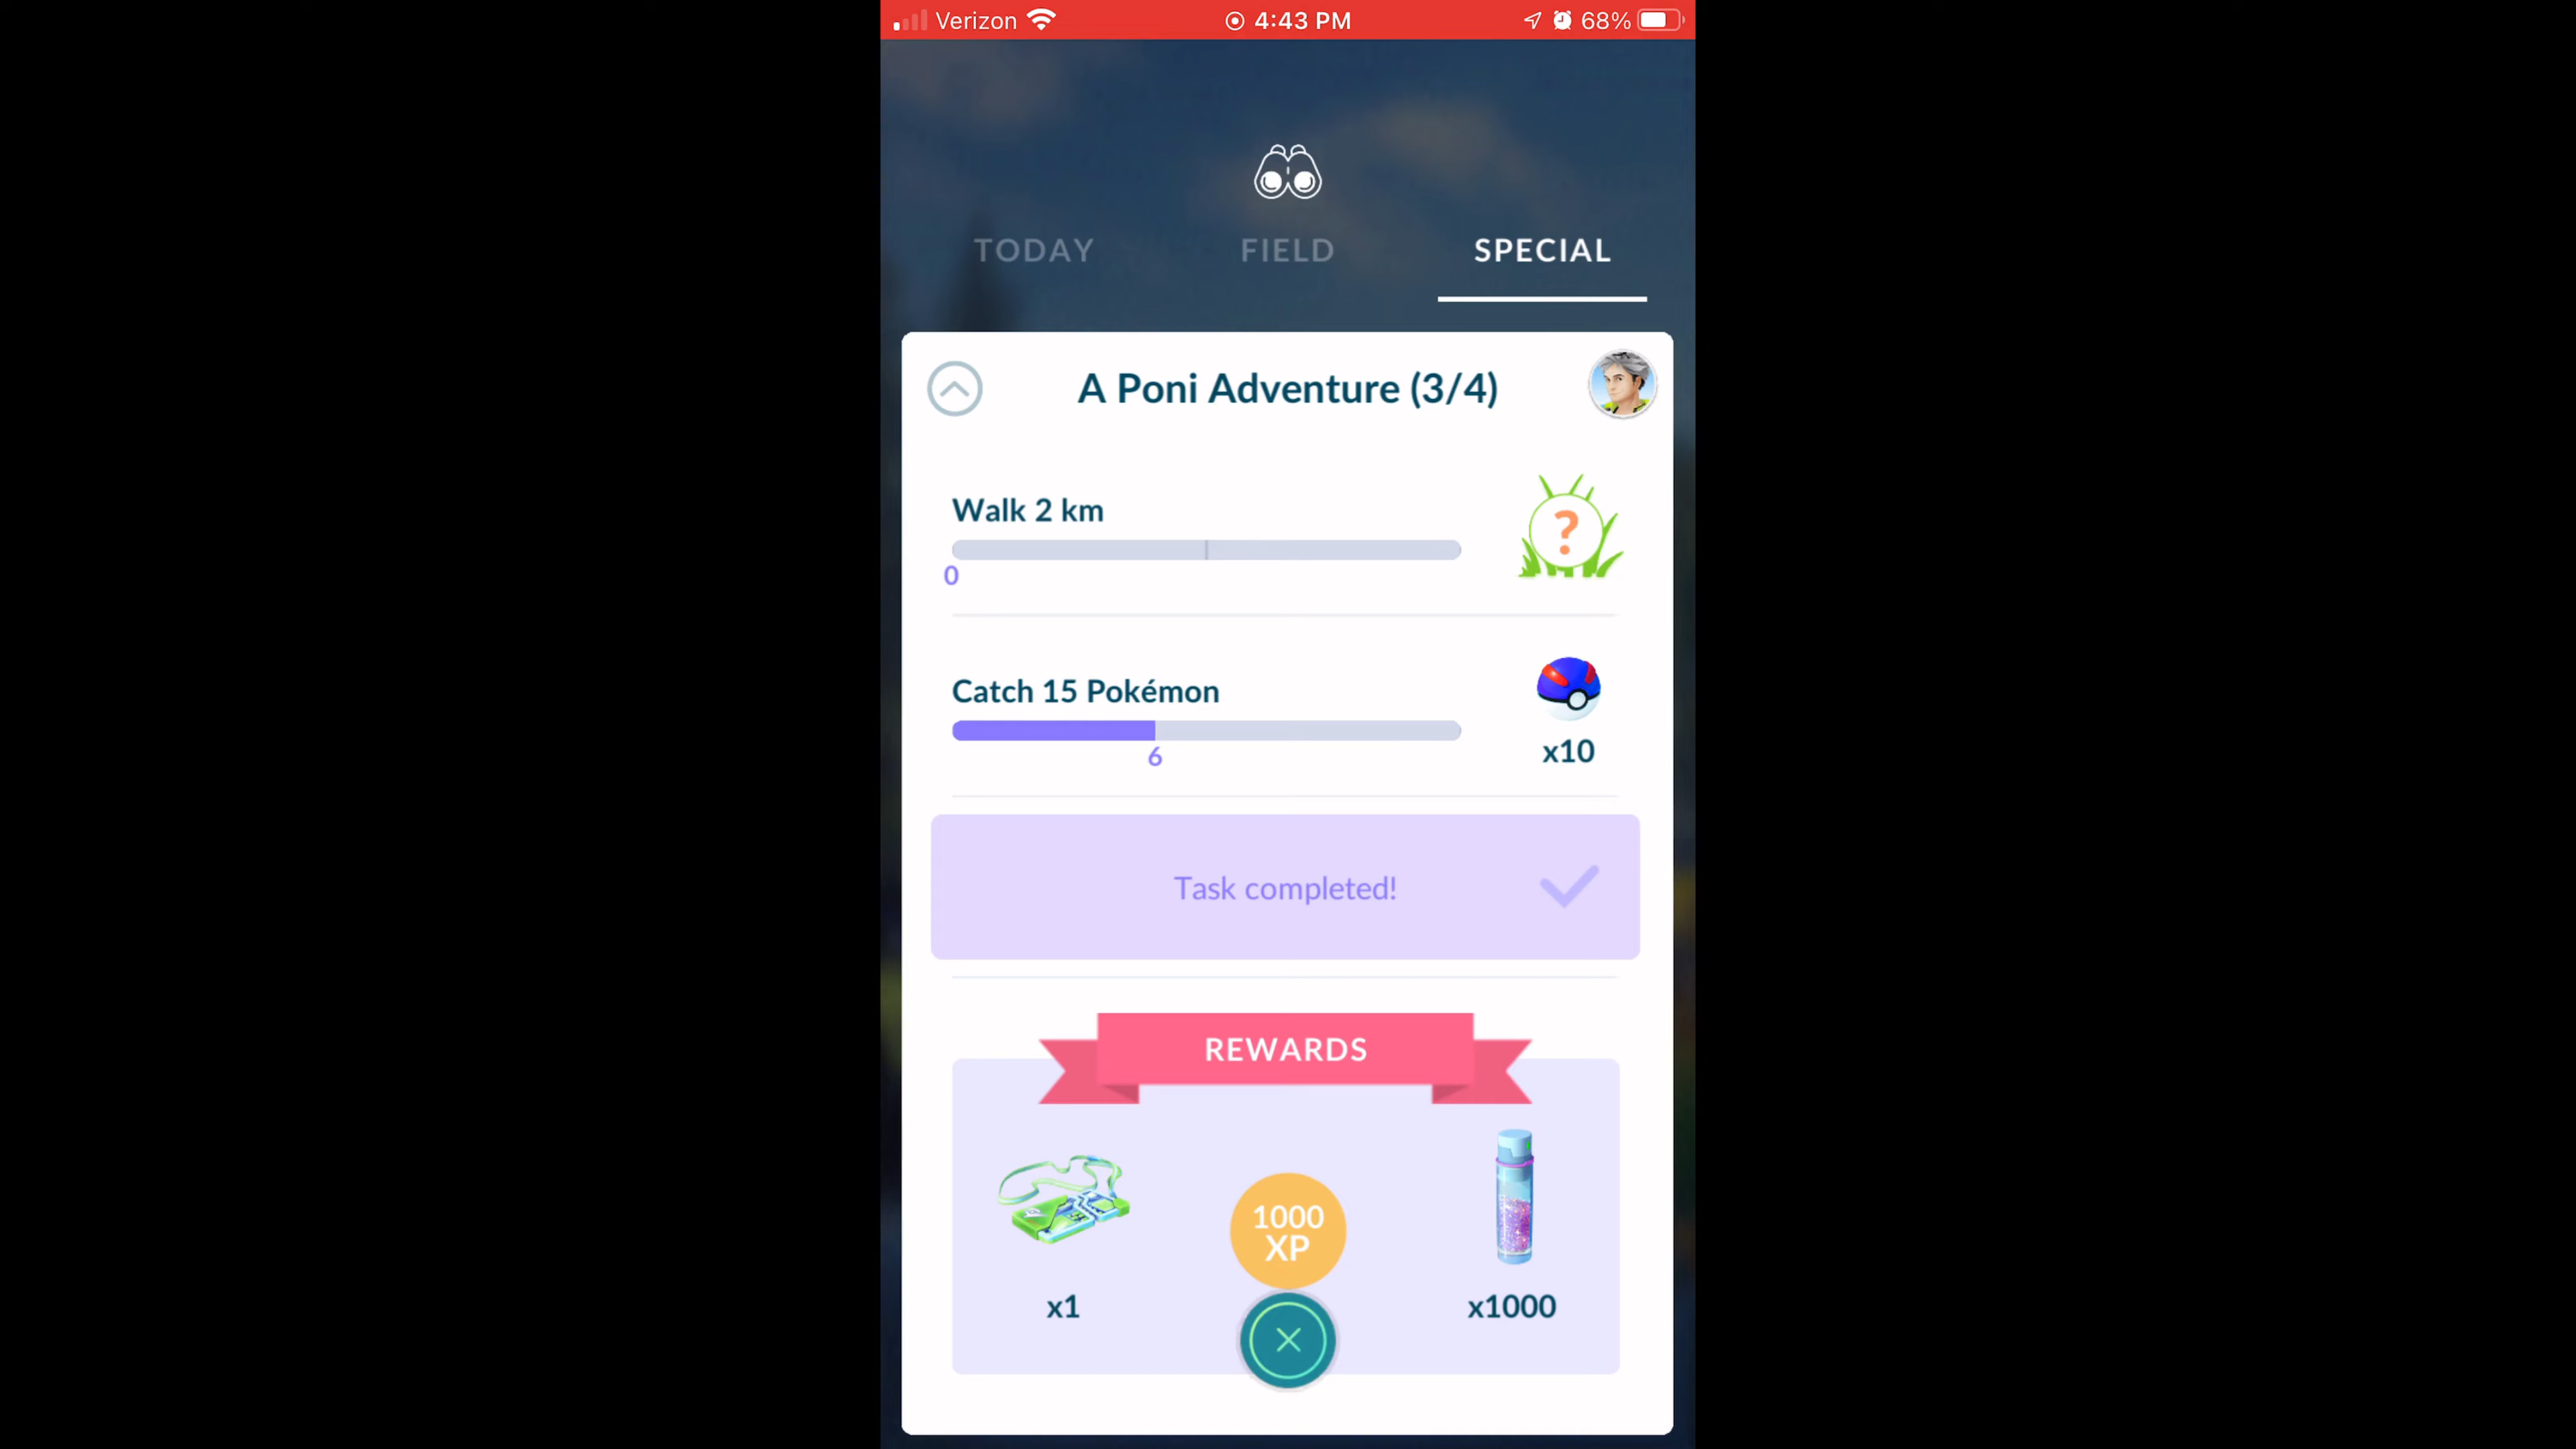 Verizon 4:43 PM 68%
TODAY FIELD SPECIAL
A Poni Adventure (3/4)
Walk 2 km
?
0
Catch 15 Pokémon
6
x10
Task completed!
REWARDS
1000
XP
x1 x1000